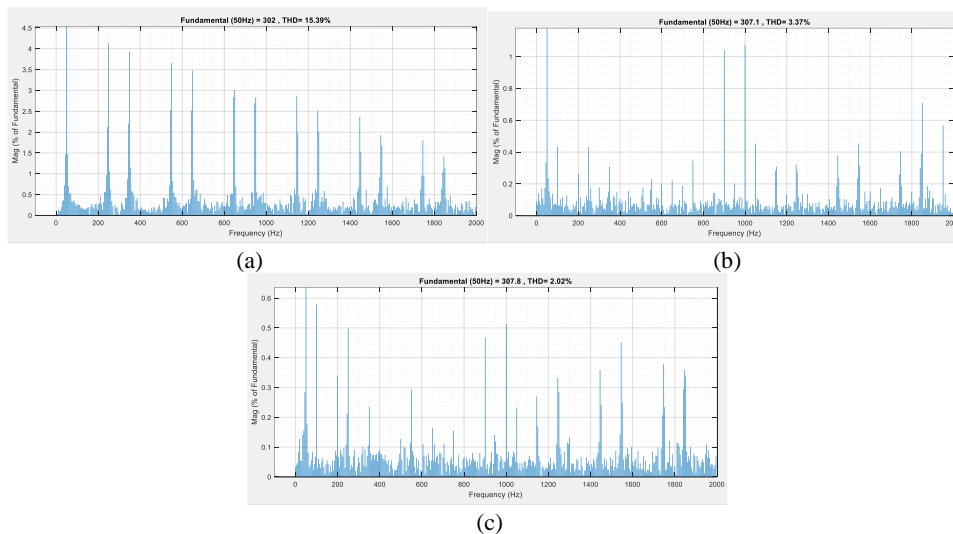 Fundamental (50Hz) = 302 , THD= 15.39%
4.5
4
3.5
3
2.5
2
1.5
1
0.5
0
Mag (% of Fundamental)
0 200 400 600 800 1000 1200 1400 1600 1800 2000
Frequency (Hz)
(a)
Fundamental (50Hz) = 307.1 , THD= 3.37%
1
0.8
0.6
0.4
0.2
0
Mag (% of Fundamental)
0 200 400 600 800 1000 1200 1400 1600 1800
Frequency (Hz)
(b)
Fundamental (50Hz) = 307.8 , THD= 2.02%
0.6
0.5
0.4
0.3
0.2
0.1
0
Mag (% of Fundamental)
0 200 400 600 800 1000 1200 1400 1600 1800 2000
Frequency (Hz)
(c)